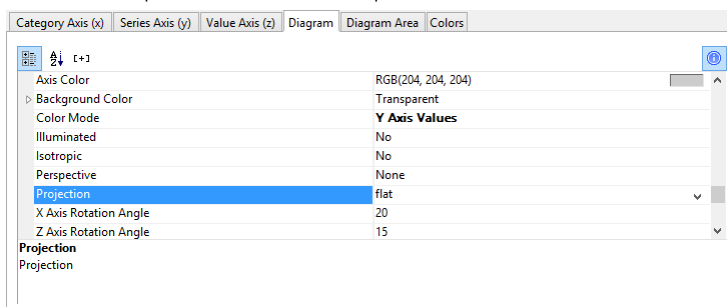 Category Axis (x) Series Axis (y) Value Axis (z) Diagram Diagram Area Colors
A Z [+]
Axis Color RGB(204, 204, 204)
Background Color Transparent
Color Mode Y Axis Values
Illuminated No
Isotropic No
Perspective None
Projection flat
X Axis Rotation Angle 20
Z Axis Rotation Angle 15
Projection
Projection